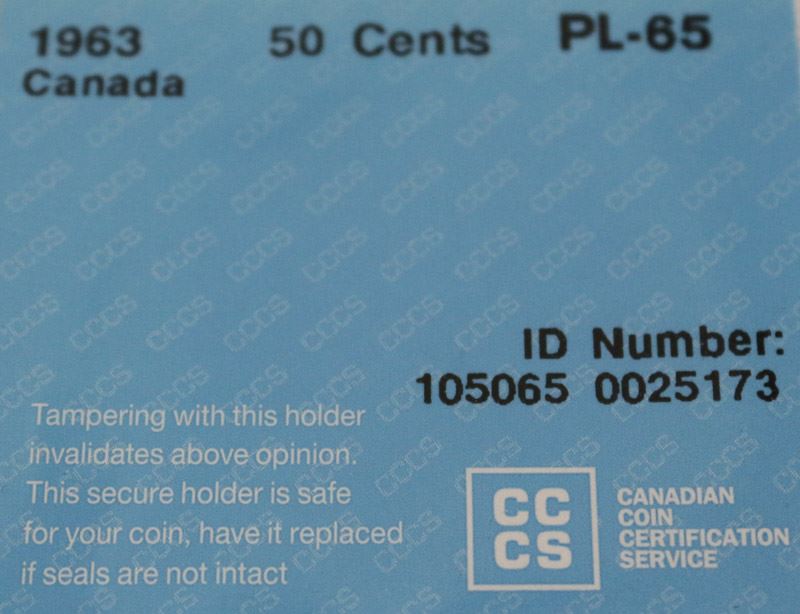 1963 50 Cents PL-65
Canada
ID Number:
105065 0025173
Tampering with this holder
invalidates above opinion.
This secure holder is safe
for your coin, have it replaced
if seals are not intact
CC
CS
CANADIAN
COIN
CERTIFICATION
SERVICE